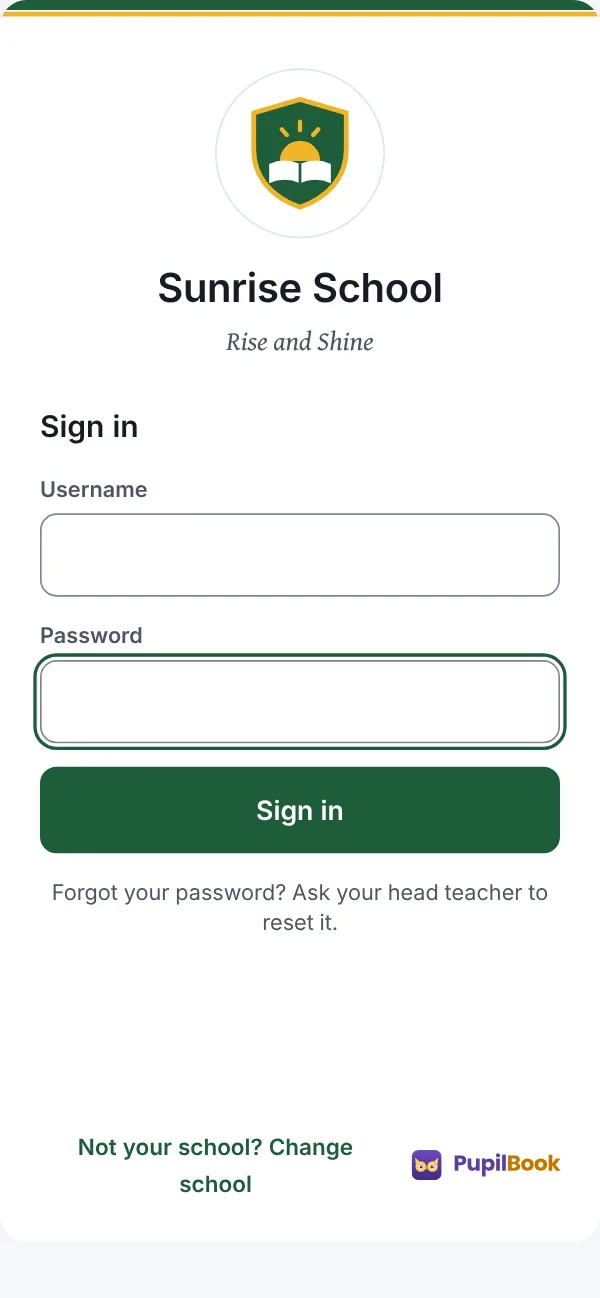 Sunrise School
Rise and Shine
Sign in
Username
Password
Sign in
Forgot your password? Ask your head teacher to
reset it.
Not your school? Change
school
PupilBook